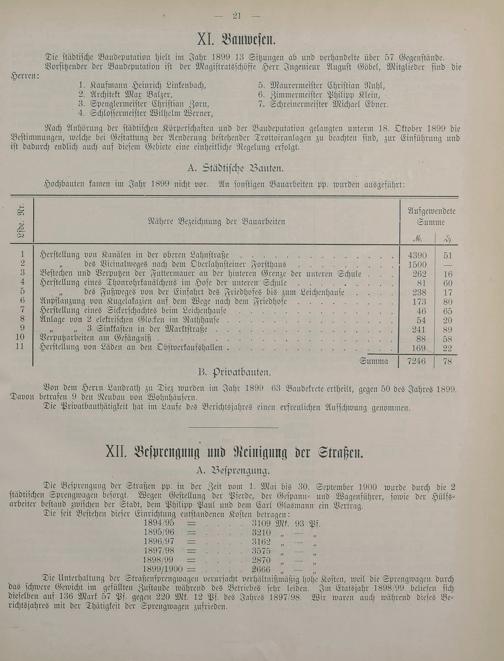 — 21 —
XI. Bauwesen.
Die städtische Baudeputation hielt im Jahr 1899 13 Sitzungen ab und verhandelte über 57 Gegenstände.
Vorsitzender der Baudeputation ist der Magistratsschöffe Herr Ingenieur August Göbel, Mitglieder sind die
Herren:
1. Kaufmann Heinrich Linkenbach,
2. Architekt Max Balzer,
3. Spenglermeister Christian Zorn,
4. Schlossermeister Wilhelm Werner,
5. Maurermeister Christian Ruhl,
6. Zimmermeister Philipp Klein,
7. Schreinermeister Michael Ebner.
Nach Anhörung der städtischen Körperschaften und der Baudeputation gelangten unterm 18. Oktober 1899 die
Bestimmungen, welche bei Gestattung der Aenderung bestehender Trottoiranlagen zu beachten sind, zur Einführung und
ist dadurch endlich auch auf diesem Gebiete eine einheitliche Regelung erfolgt.
A. Städtische Bauten.
Hochbauten kamen im Jahr 1899 nicht vor. An sonstigen Bauarbeiten pp. wurden ausgeführt:
Lfde. Nr. Nähere Bezeichnung der Bauarbeiten Aufgewendete Summe
M. ₰
1 Herstellung von Kanälen in der oberen Lahnstraße 4390 51
2 „ des Vicinalweges nach dem Oberlahnsteiner Forsthaus 1500 —
3 Bestechen und Verputzen der Futtermauer an der hinteren Grenze der unteren Schule 262 16
4 Herstellung eines Thonrohrkanälchens im Hofe der unteren Schule 81 60
5 „ des Fußweges von der Einfahrt des Friedhofes bis zum Leichenhause 238 17
6 Anpflanzung von Kugelakazien auf dem Wege nach dem Friedhofe 173 80
7 Herstellung eines Sickerschachtes beim Leichenhause 46 65
8 Anlage von 2 elektrischen Glocken im Rathhause 54 20
9 „ „ 3 Sinkkasten in der Marktstraße 241 89
10 Verputzarbeiten am Gefängniß 88 58
11 Herstellung von Läden an den Obstverkaufshallen 169 22
Summa 7246 78
B. Privatbauten.
Von dem Herrn Landrath zu Diez wurden im Jahr 1899 63 Baudekrete ertheilt, gegen 50 des Jahres 1899.
Davon betrafen 9 den Neubau von Wohnhäusern.
Die Privatbauthätigkeit hat im Laufe des Berichtsjahres einen erfreulichen Aufschwung genommen.
XII. Besprengung und Reinigung der Straßen.
A. Besprengung.
Die Besprengung der Straßen pp. in der Zeit vom 1. Mai bis 30. September 1900 wurde durch die 2
städtischen Sprengwagen besorgt. Wegen Gestellung der Pferde, der Gespann- und Wagenführer, sowie der Hülfs-
arbeiter bestand zwischen der Stadt, dem Philipp Paul und dem Carl Glasmann ein Vertrag.
Die seit Bestehen dieser Einrichtung entstandenen Kosten betragen:
1894/95 = 3109 Mk. 93 Pf.
1895/96 = 3210 „ — „
1896/97 = 3162 „ — „
1897/98 = 3575 „ — „
1898/99 = 2870 „ — „
1899/1900 = 2666 „ — „
Die Unterhaltung der Straßensprengwagen verursacht verhältnißmäßig hohe Kosten, weil die Sprengwagen durch
das schwere Gewicht im gefüllten Zustande während des Betriebes sehr leiden. Im Etatsjahr 1898/99 beliefen sich
dieselben auf 136 Mark 57 Pf. gegen 220 Mk. 12 Pf. des Jahres 1897/98. Wir waren auch während dieses Be-
richtsjahres mit der Thätigkeit der Sprengwagen zufrieden.